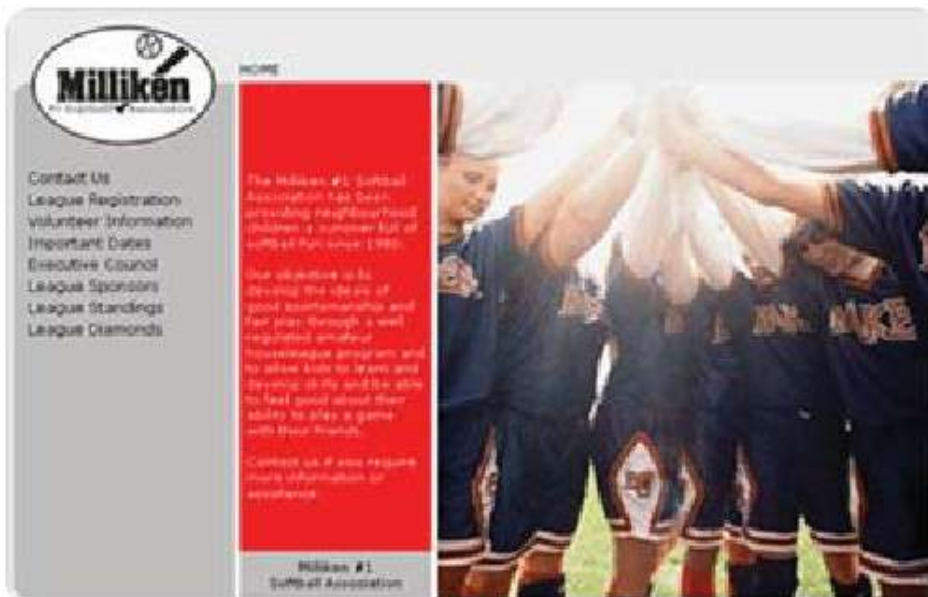 Milliken
#1 Softball Association
HOME
Contact Us
League Registration
Volunteer Information
Important Dates
Executive Council
League Sponsors
League Standings
League Diamonds
The Milliken #1 Softball
Association has been
providing neighbourhood
children a summer full of
softball fun since
Our objective is to
develop the ideals of
good sportsmanship and
fair play through a well
regulated amateur
houseleague program and
to allow kids to learn and
develop skills and be able
to feel good about their
ability to play a game
with their friends.
Contact us if you require
more information or
assistance.
Milliken #1
Softball Association